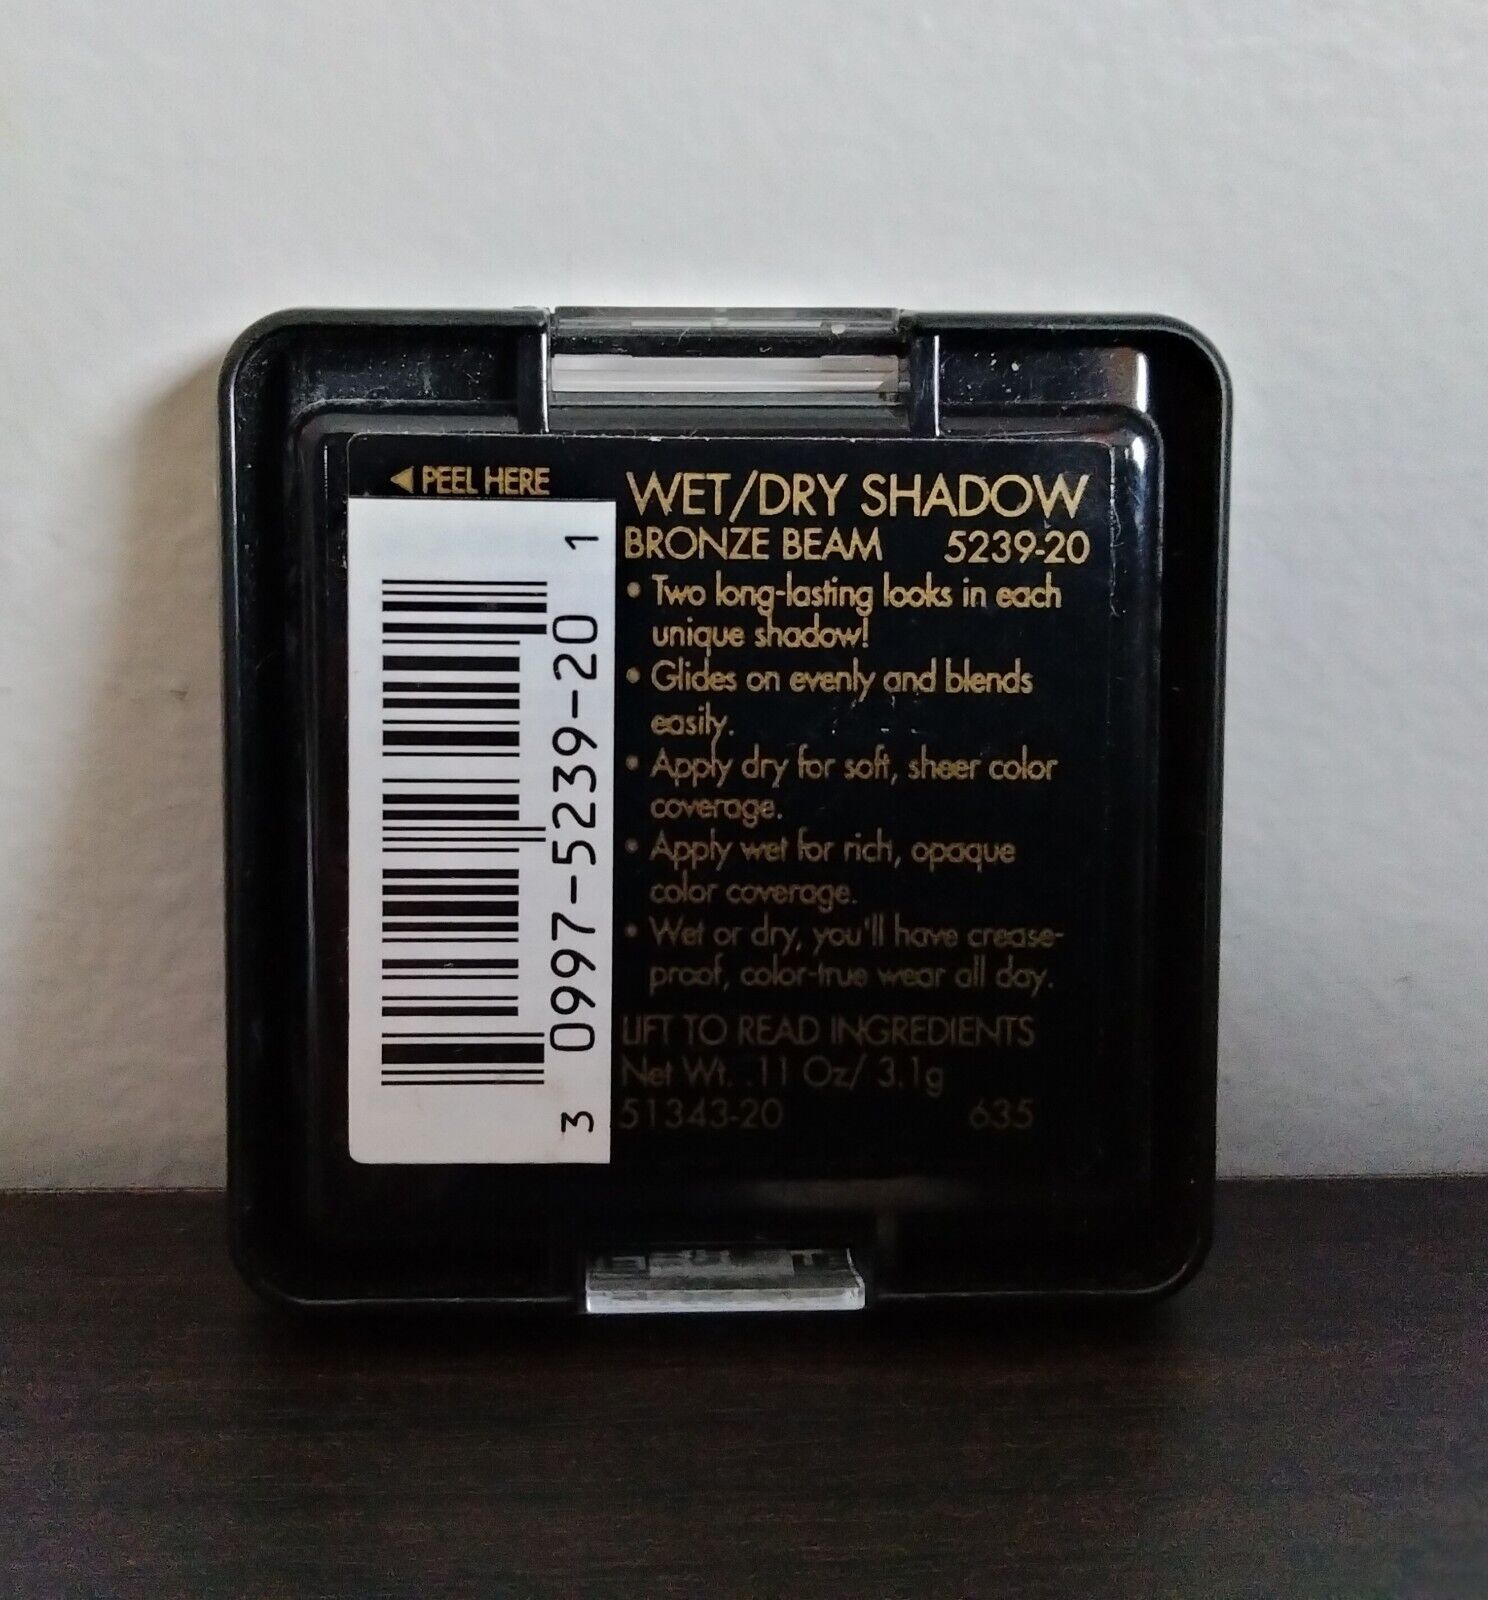 ◄ PEEL HERE
WET/DRY SHADOW
BRONZE BEAM 5239-20
• Two long-lasting looks in each
unique shadow!
• Glides on evenly and blends
easily.
• Apply dry for soft, sheer color
coverage.
• Apply wet for rich, opaque
color coverage.
• Wet or dry, you'll have crease-
proof, color-true wear all day.
LIFT TO READ INGREDIENTS
Net Wt. .11 Oz/ 3.1g
51343-20 635
3 0997-5239-20 1